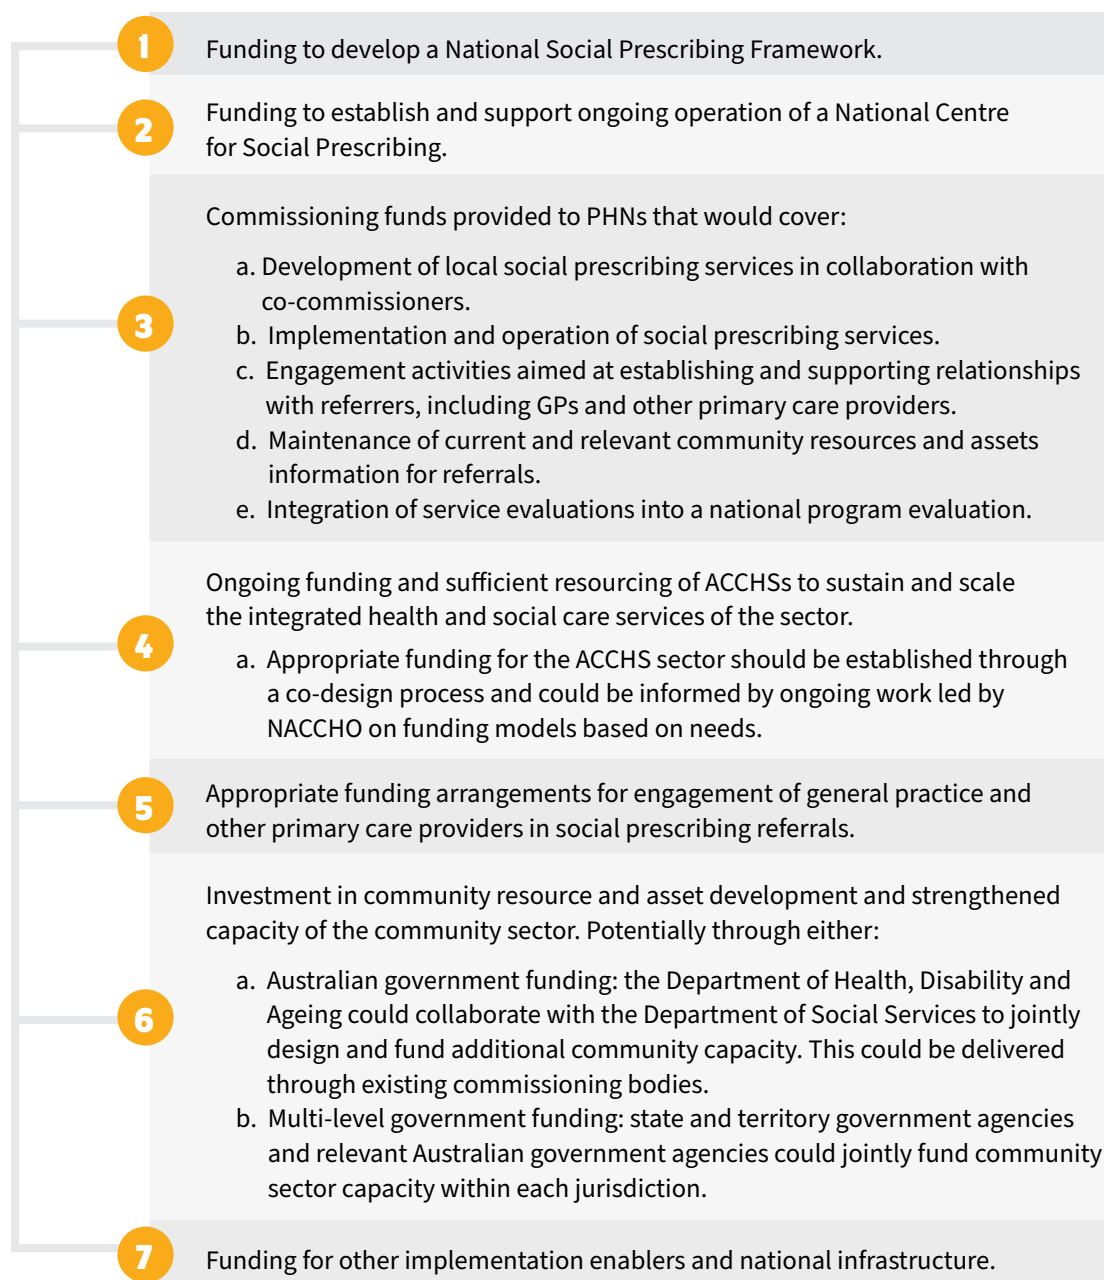 1 Funding to develop a National Social Prescribing Framework.
2 Funding to establish and support ongoing operation of a National Centre
for Social Prescribing.
3 Commissioning funds provided to PHNs that would cover:
a. Development of local social prescribing services in collaboration with
co-commissioners.
b. Implementation and operation of social prescribing services.
c. Engagement activities aimed at establishing and supporting relationships
with referrers, including GPs and other primary care providers.
d. Maintenance of current and relevant community resources and assets
information for referrals.
e. Integration of service evaluations into a national program evaluation.
4 Ongoing funding and sufficient resourcing of ACCHSs to sustain and scale
the integrated health and social care services of the sector.
a. Appropriate funding for the ACCHS sector should be established through
a co-design process and could be informed by ongoing work led by
NACCHO on funding models based on needs.
5 Appropriate funding arrangements for engagement of general practice and
other primary care providers in social prescribing referrals.
6 Investment in community resource and asset development and strengthened
capacity of the community sector. Potentially through either:
a. Australian government funding: the Department of Health, Disability and
Ageing could collaborate with the Department of Social Services to jointly
design and fund additional community capacity. This could be delivered
through existing commissioning bodies.
b. Multi-level government funding: state and territory government agencies
and relevant Australian government agencies could jointly fund community
sector capacity within each jurisdiction.
7 Funding for other implementation enablers and national infrastructure.